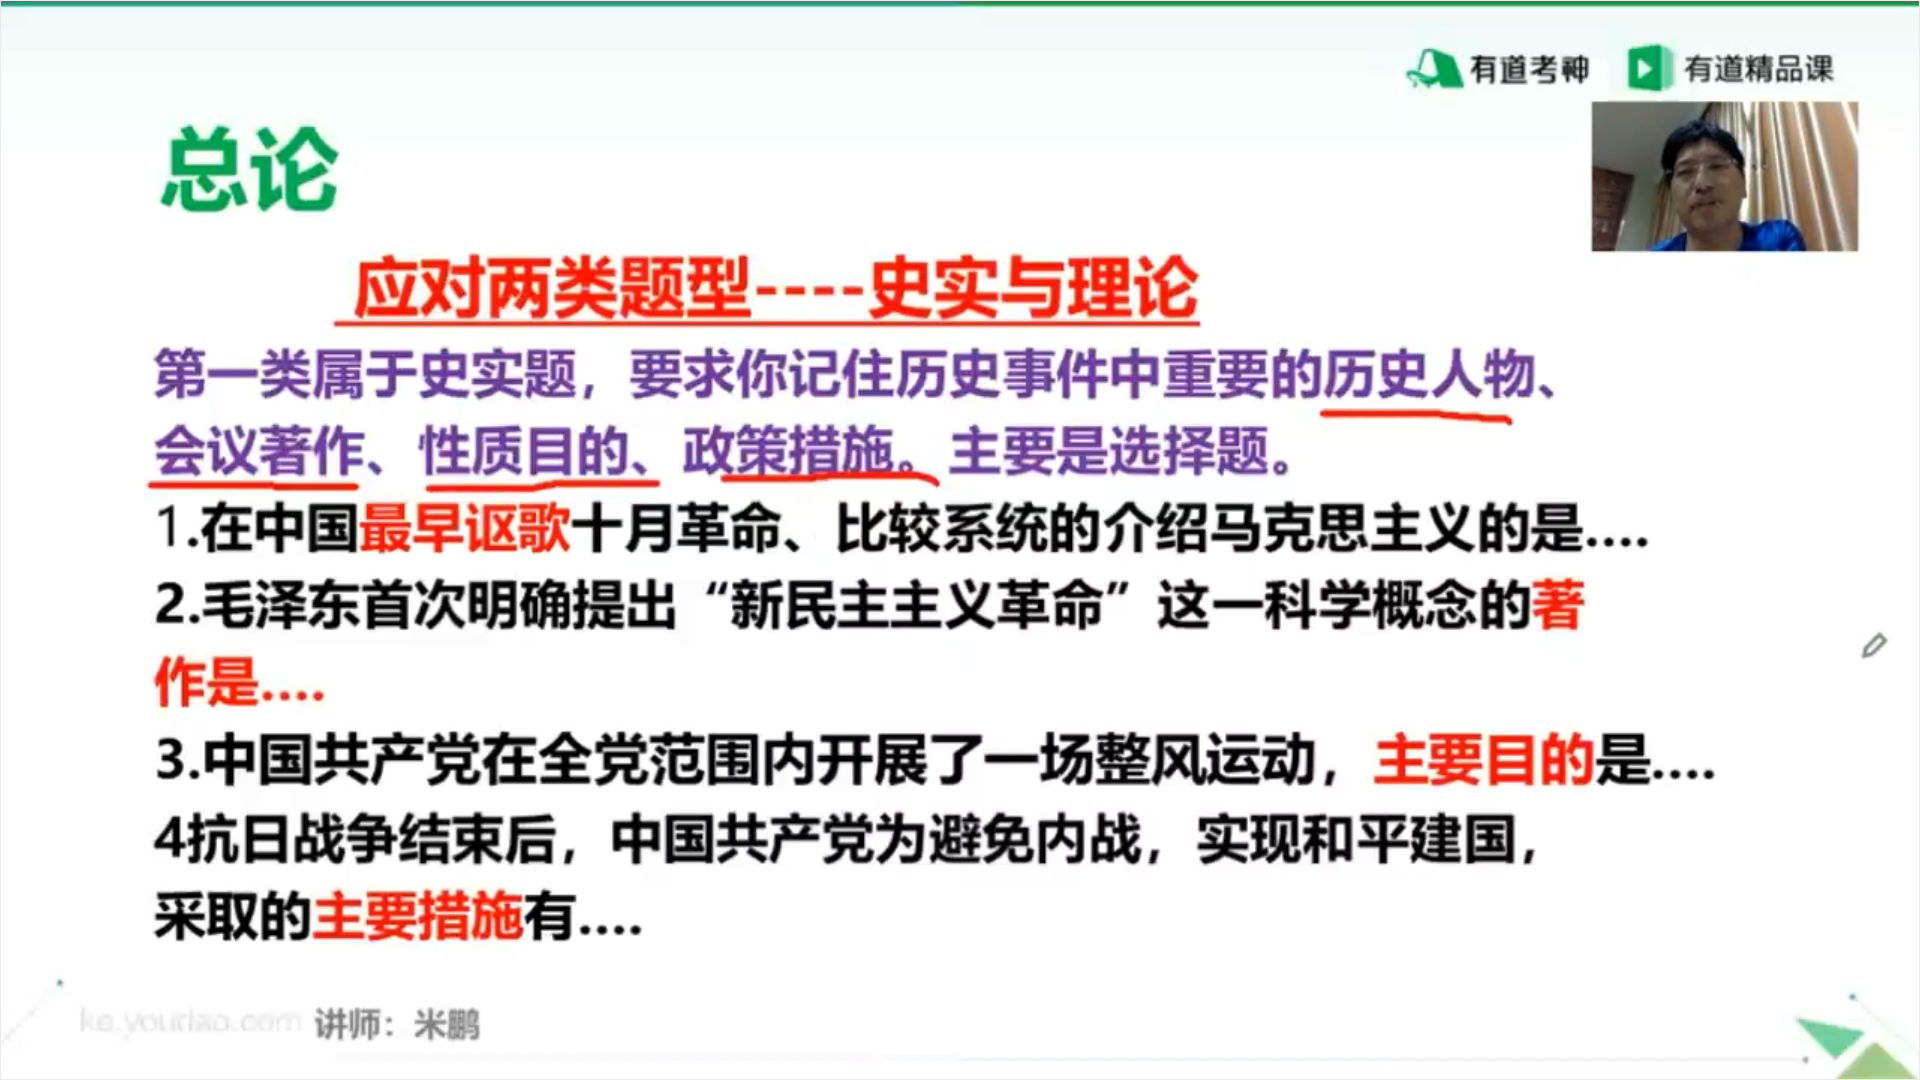 有道考神 有道精品课
总论
应对两类题型----史实与理论
第一类属于史实题，要求你记住历史事件中重要的历史人物、
会议著作、性质目的、政策措施。主要是选择题。
1.在中国最早讴歌十月革命、比较系统的介绍马克思主义的是....
2.毛泽东首次明确提出“新民主主义革命”这一科学概念的著
作是....
3.中国共产党在全党范围内开展了一场整风运动，主要目的是....
4抗日战争结束后，中国共产党为避免内战，实现和平建国，
采取的主要措施有....
ke.youdao.com 讲师：米鹏